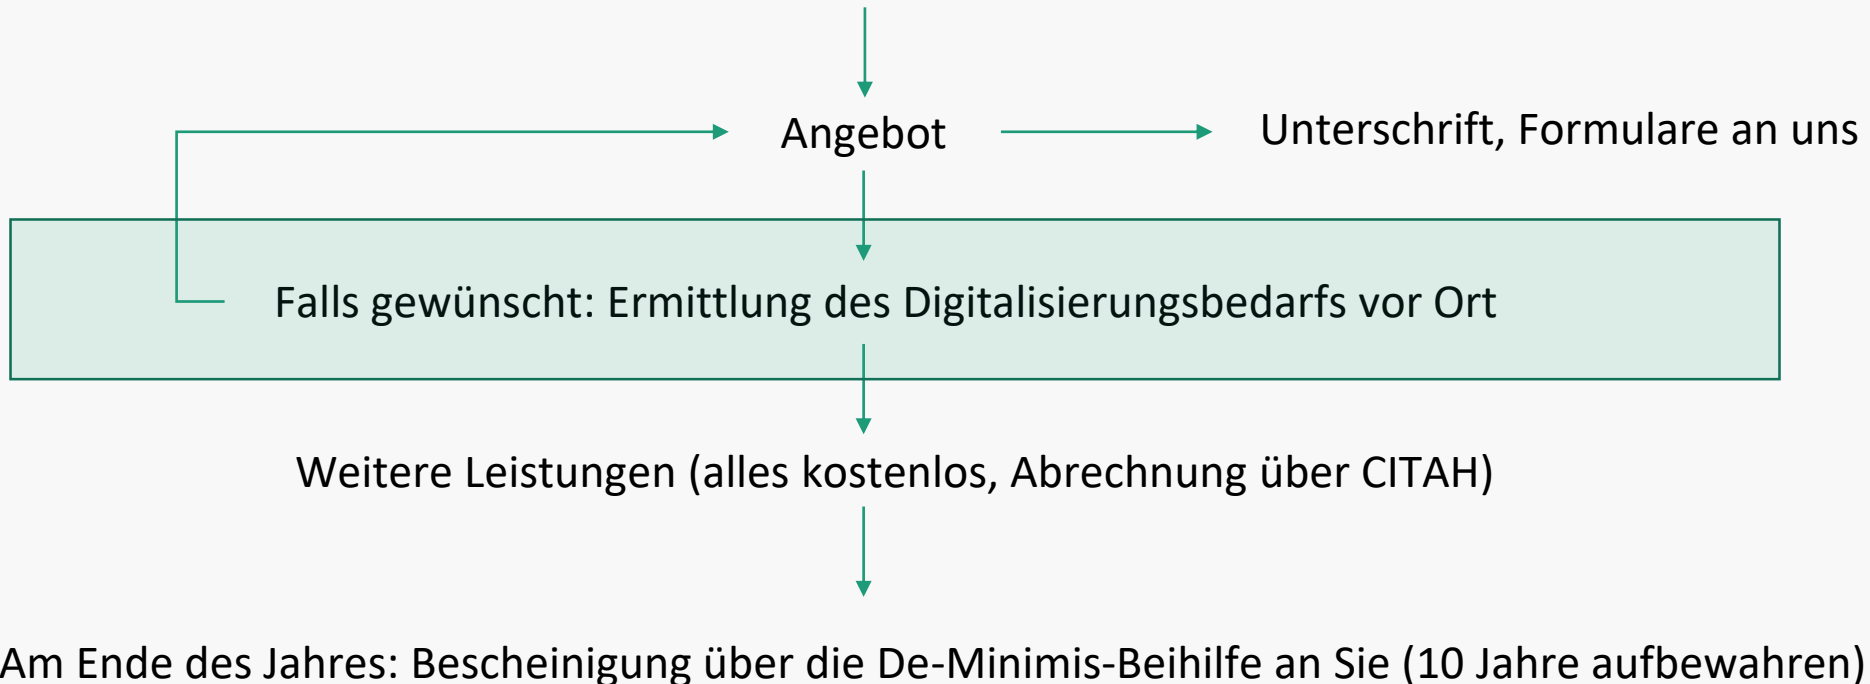 Angebot
Unterschrift, Formulare an uns
Falls gewünscht: Ermittlung des Digitalisierungsbedarfs vor Ort
Weitere Leistungen (alles kostenlos, Abrechnung über CITAH)
Am Ende des Jahres: Bescheinigung über die De-Minimis-Beihilfe an Sie (10 Jahre aufbewahren)